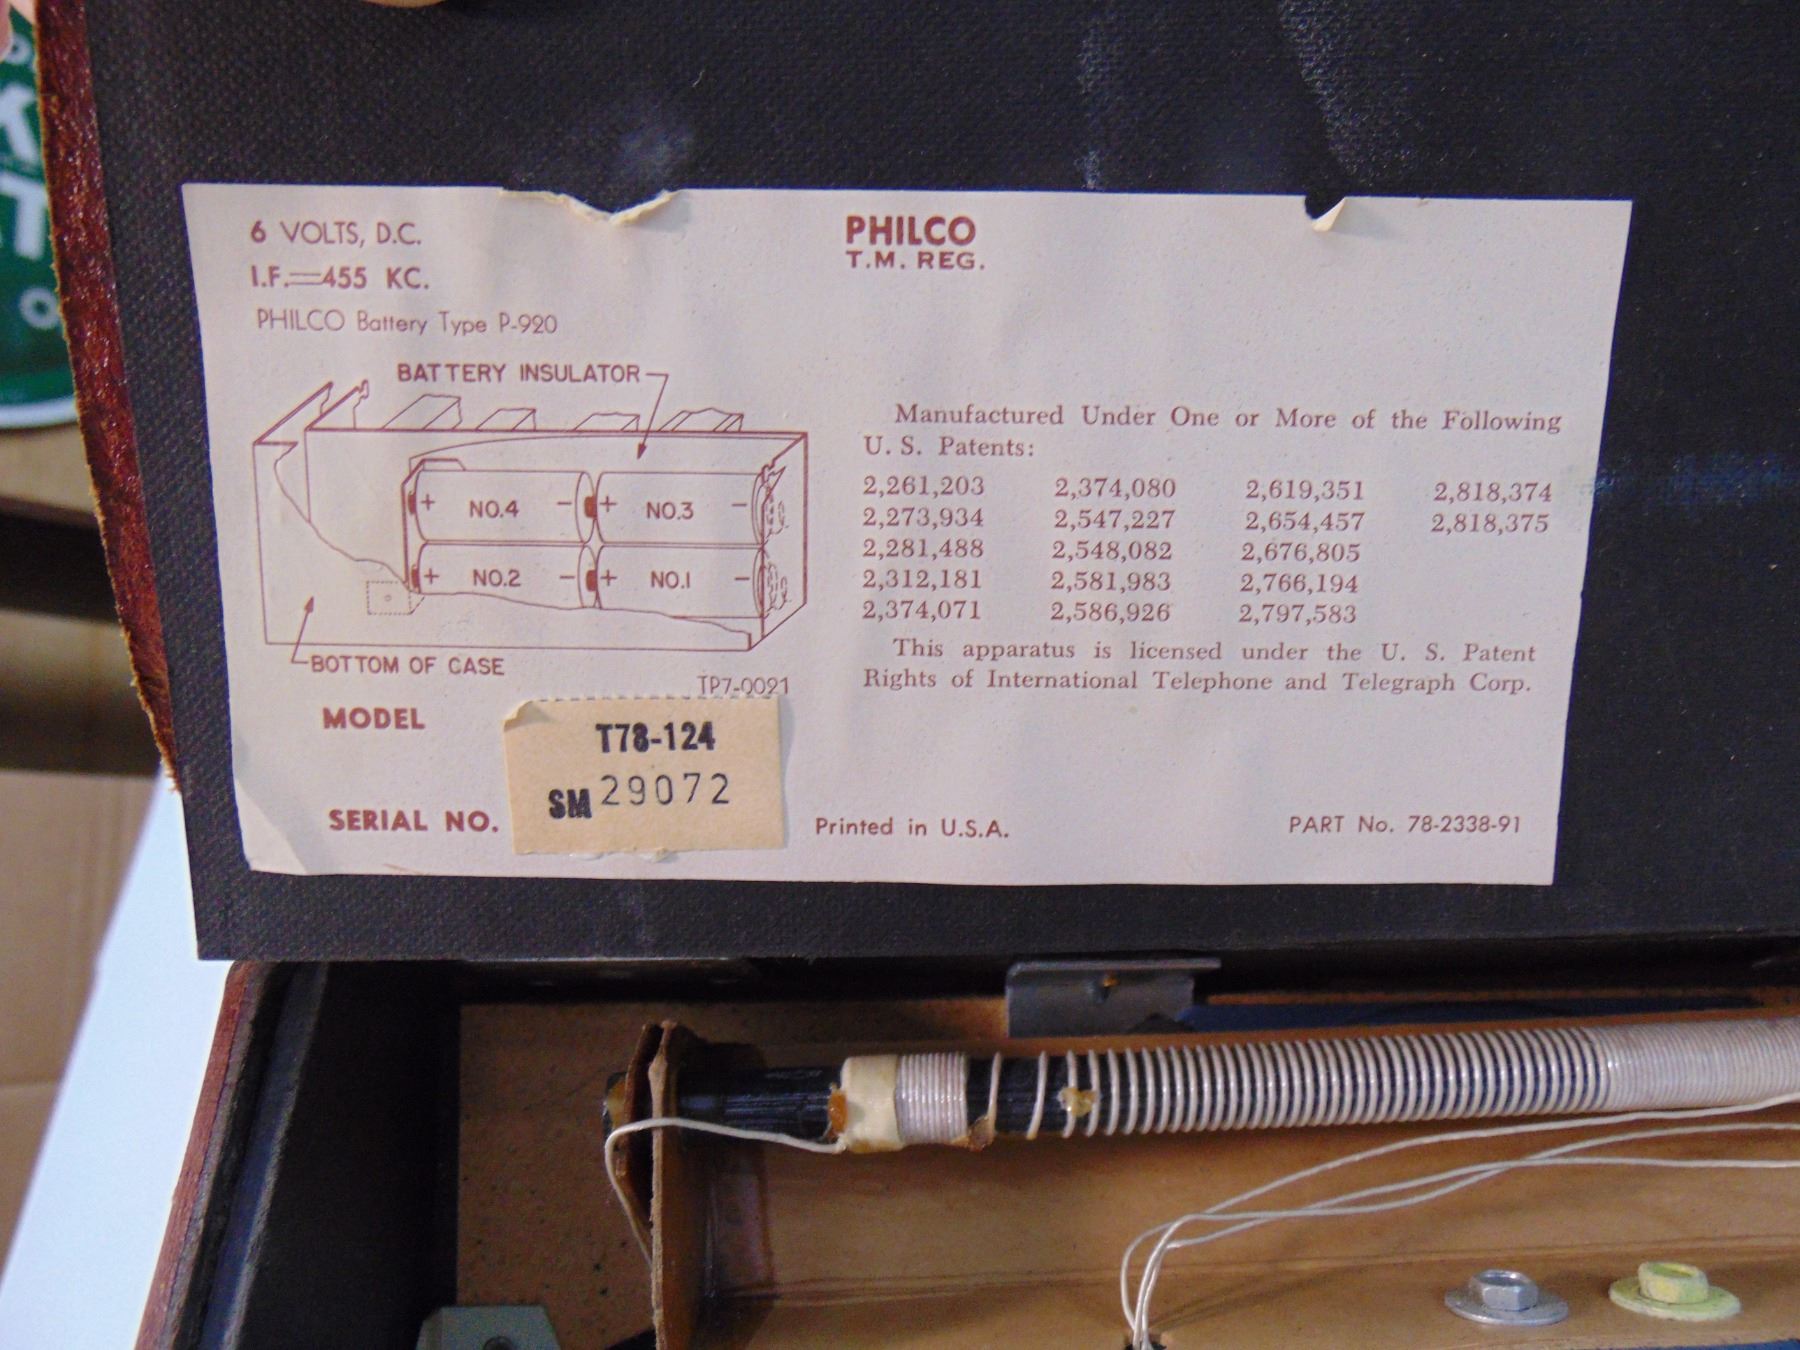 6 VOLTS, D.C.
I.F.=455 KC.
PHILCO Battery Type P-920
BATTERY INSULATOR
+ NO.4 - + NO.3 -
+ NO.2 - + NO.1 -
BOTTOM OF CASE
TP7-0091
MODEL
T78-124
SM 29072
SERIAL NO.
PHILCO
T.M. REG.
Manufactured Under One or More of the Following
U. S. Patents:
2,261,203 2,374,080 2,619,351 2,818,374
2,273,934 2,547,227 2,654,457 2,818,375
2,281,488 2,548,082 2,676,805
2,312,181 2,581,983 2,766,194
2,374,071 2,586,926 2,797,583
This apparatus is licensed under the U. S. Patent
Rights of International Telephone and Telegraph Corp.
Printed in U.S.A.
PART No. 78-2338-91